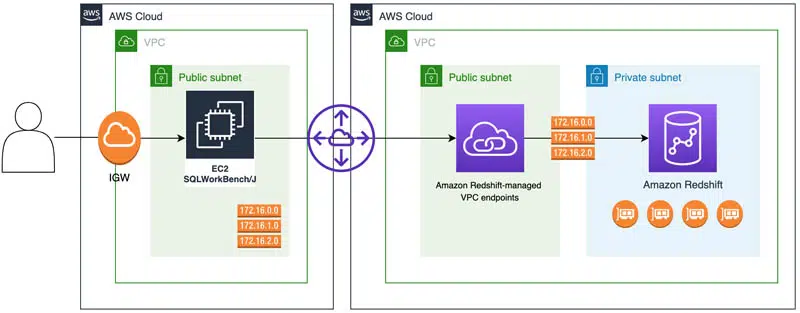 aws
AWS Cloud
VPC
Public subnet
EC2
SQLWorkBench/J
IGW
172.16.0.0
172.16.1.0
172.16.2.0
aws
AWS Cloud
VPC
Public subnet
Amazon Redshift-managed
VPC endpoints
172.16.0.0
172.16.1.0
172.16.2.0
Private subnet
Amazon Redshift